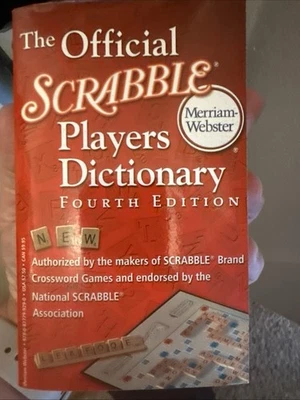 The Official
SCRABBLE®
Merriam-
Webster
Players
Dictionary
FOURTH EDITION
NEW
Authorized by the makers of SCRABBLE® Brand
Crossword Games and endorsed by the
National SCRABBLE®
Association